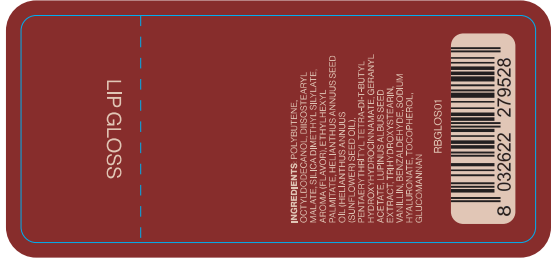 LIP GLOSS
INGREDIENTS: POLYBUTENE,
OCTYLDODECANOL, DIISOSTEARYL
MALATE, SILICA DIMETHYL SILYLATE,
AROMA (FLAVOR), ETHYLHEXYL
PALMITATE, HELIANTHUS ANNUUS SEED
OIL (HELIANTHUS ANNUUS
(SUNFLOWER) SEED OIL),
PENTAERYTHRITYL TETRA-DI-T-BUTYL
HYDROXYHYDROCINNAMATE, GERANYL
ACETATE, LUPINUS ALBUS SEED
EXTRACT, TRIHYDROXYSTEARIN,
VANILLIN, BENZALDEHYDE, SODIUM
HYALURONATE, TOCOPHEROL,
GLUCOMANNAN.
RBGLOS01
8 032622 279528